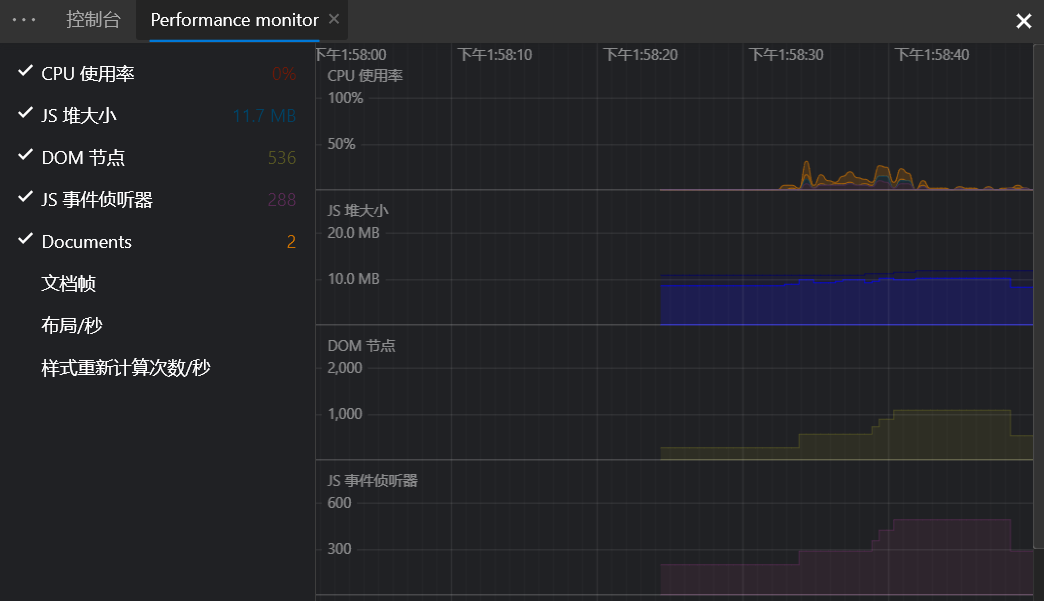 控制台 Performance monitor
CPU 使用率 0%
JS 堆大小 11.7 MB
DOM 节点 536
JS 事件侦听器 288
Documents 2
文档帧
布局/秒
样式重新计算次数/秒
下午1:58:00 下午1:58:10 下午1:58:20 下午1:58:30 下午1:58:40
CPU 使用率
100%
50%
JS 堆大小
20.0 MB
10.0 MB
DOM 节点
2,000
1,000
JS 事件侦听器
600
300